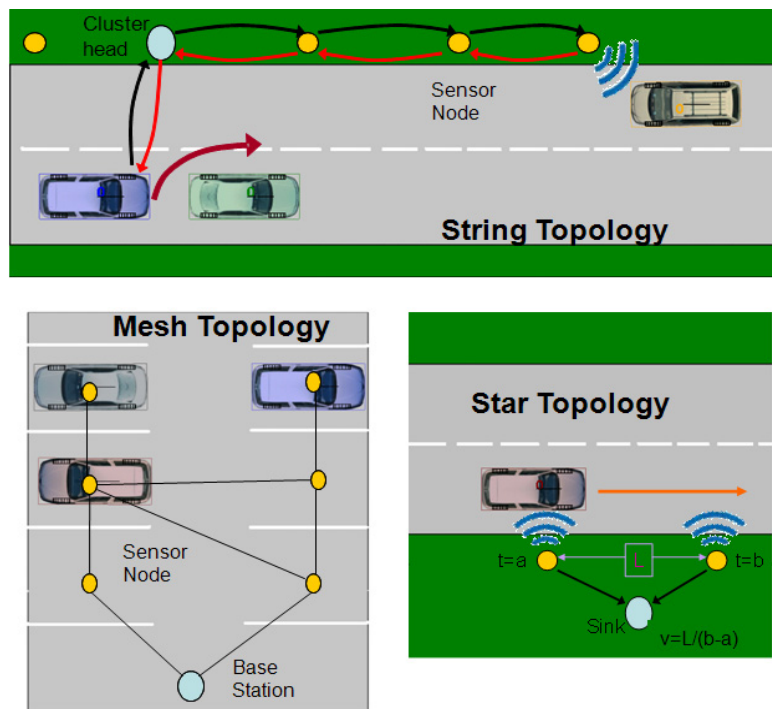 Cluster
head
Sensor
Node
String Topology
Mesh Topology
Sensor
Node
Base
Station
Star Topology
t=a
L
t=b
Sink
v=L/(b-a)